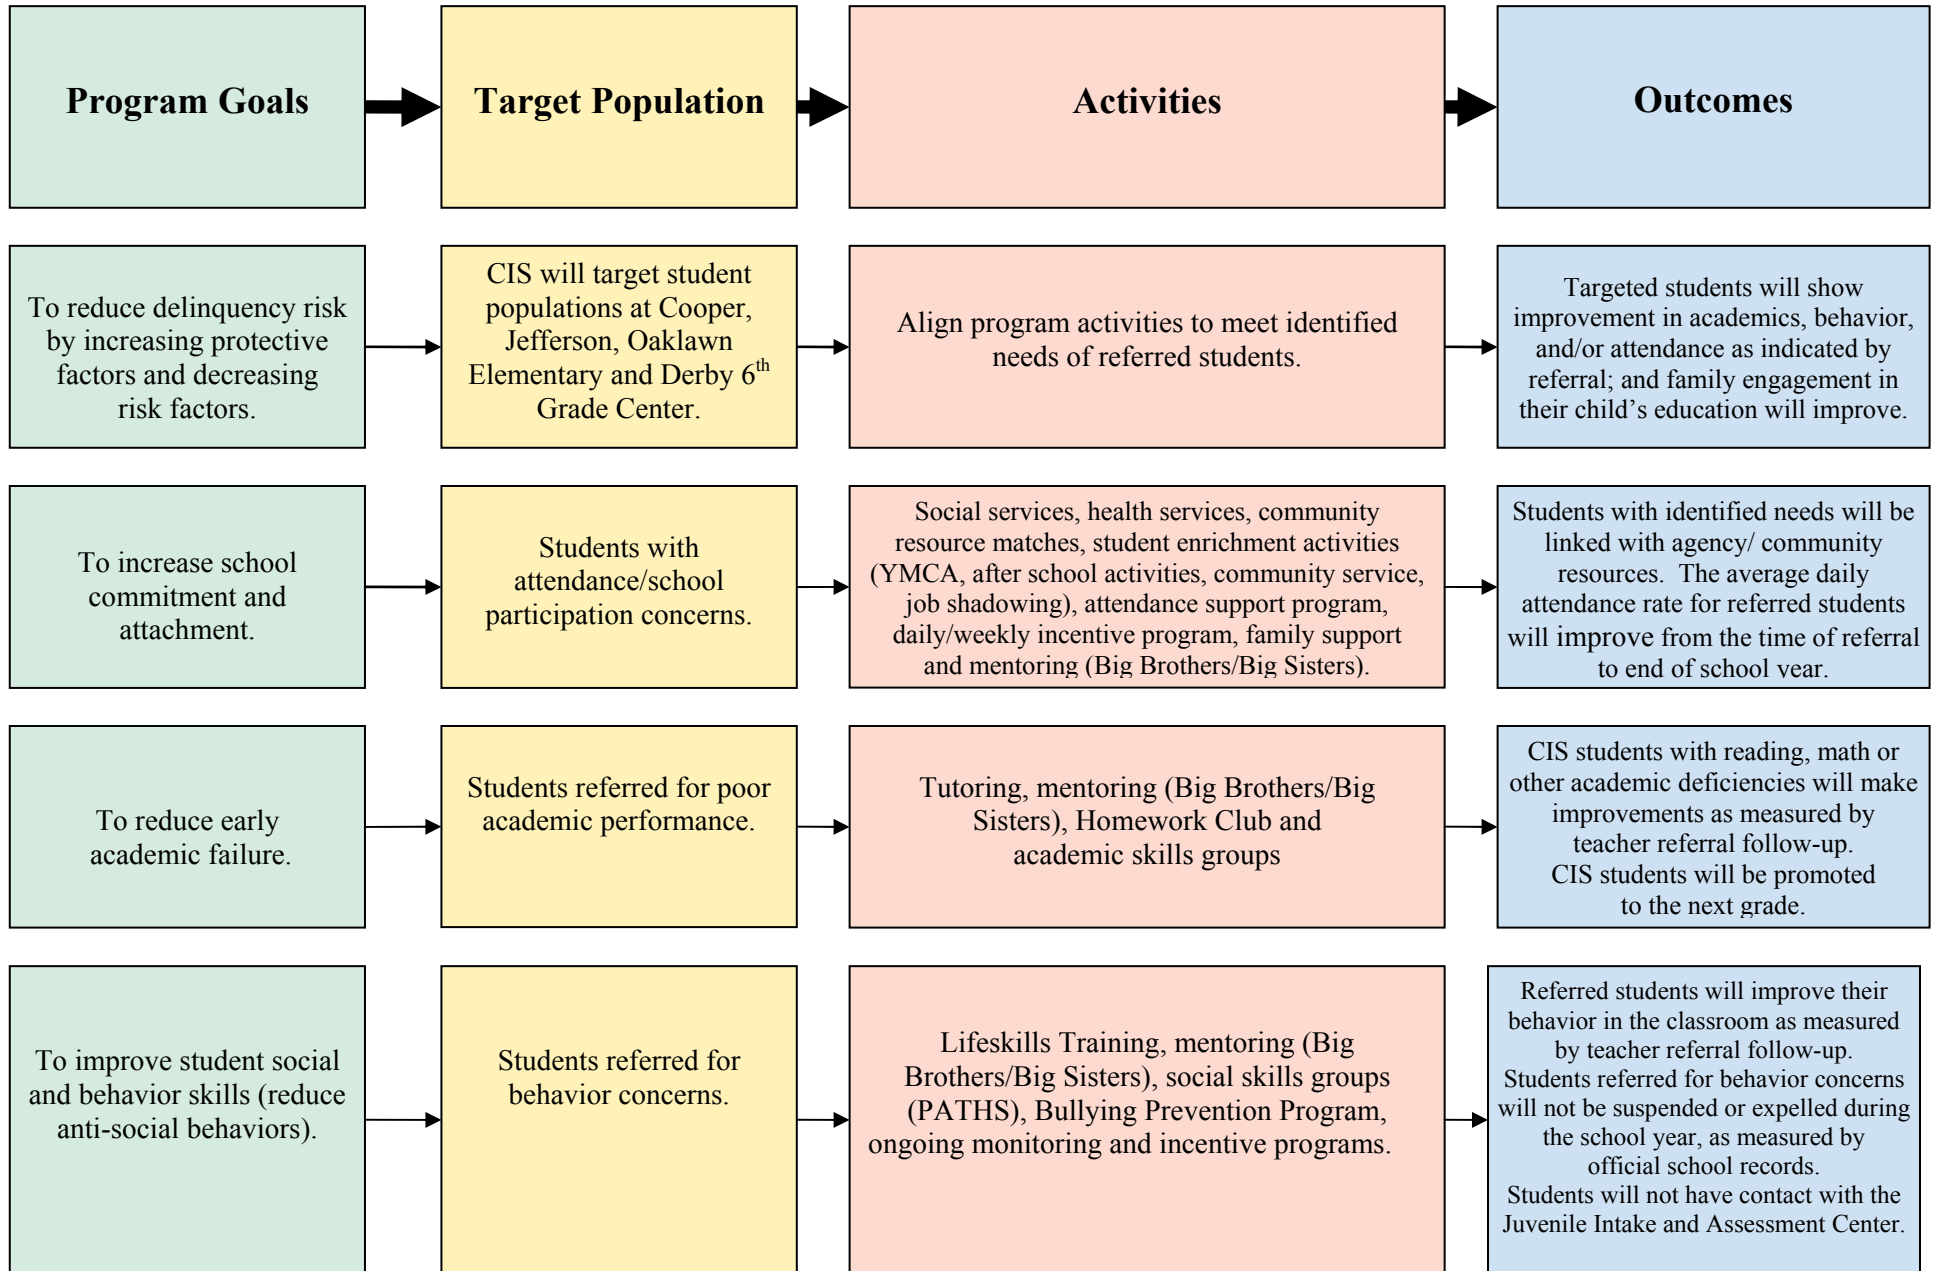 Program Goals
Target Population
Activities
Outcomes
To reduce delinquency risk
by increasing protective
factors and decreasing
risk factors.
CIS will target student
populations at Cooper,
Jefferson, Oaklawn
Elementary and Derby 6th
Grade Center.
Align program activities to meet identified
needs of referred students.
Targeted students will show
improvement in academics, behavior,
and/or attendance as indicated by
referral; and family engagement in
their child’s education will improve.
To increase school
commitment and
attachment.
Students with
attendance/school
participation concerns.
Social services, health services, community
resource matches, student enrichment activities
(YMCA, after school activities, community service,
job shadowing), attendance support program,
daily/weekly incentive program, family support
and mentoring (Big Brothers/Big Sisters).
Students with identified needs will be
linked with agency/ community
resources.  The average daily
attendance rate for referred students
will improve from the time of referral
to end of school year.
To reduce early
academic failure.
Students referred for poor
academic performance.
Tutoring, mentoring (Big Brothers/Big
Sisters), Homework Club and
academic skills groups
CIS students with reading, math or
other academic deficiencies will make
improvements as measured by
teacher referral follow-up.
CIS students will be promoted
to the next grade.
To improve student social
and behavior skills (reduce
anti-social behaviors).
Students referred for
behavior concerns.
Lifeskills Training, mentoring (Big
Brothers/Big Sisters), social skills groups
(PATHS), Bullying Prevention Program,
ongoing monitoring and incentive programs.
Referred students will improve their
behavior in the classroom as measured
by teacher referral follow-up.
Students referred for behavior concerns
will not be suspended or expelled during
the school year, as measured by
official school records.
Students will not have contact with the
Juvenile Intake and Assessment Center.